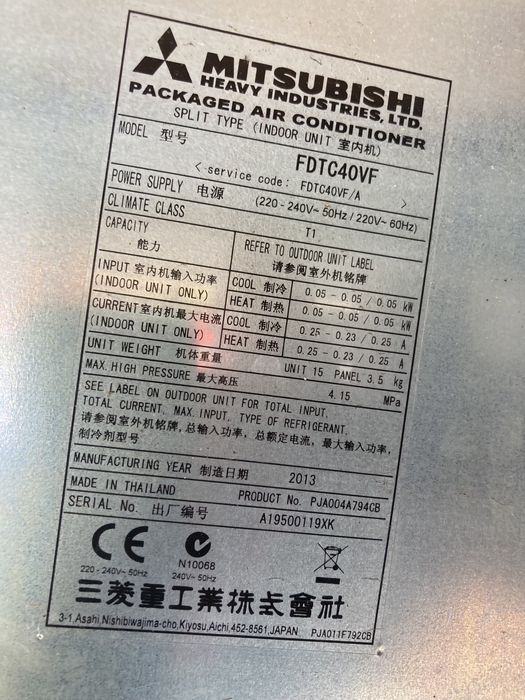 MITSUBISHI
HEAVY INDUSTRIES, LTD.
PACKAGED AIR CONDITIONER
SPLIT TYPE (INDOOR UNIT 室内机)
MODEL 型号 FDTC40VF
<service code: FDTC40VF/A >
POWER SUPPLY 电源 (220-240V~50Hz/220V~60Hz)
CLIMATE CLASS T1
CAPACITY 能力 REFER TO OUTDOOR UNIT LABEL 请参阅室外机铭牌
INPUT 室内机输入功率 (INDOOR UNIT ONLY) COOL 制冷 0.05 - 0.05 / 0.05 kW
HEAT 制热 0.05 - 0.05 / 0.05 kW
CURRENT 室内机最大电流 (INDOOR UNIT ONLY) COOL 制冷 0.25 - 0.23 / 0.25 A
HEAT 制热 0.25 - 0.23 / 0.25 A
UNIT WEIGHT 机体重量 UNIT 15 PANEL 3.5 kg
MAX. HIGH PRESSURE 最大高压 4.15 MPa
SEE LABEL ON OUTDOOR UNIT FOR TOTAL INPUT,
TOTAL CURRENT, MAX. INPUT, TYPE OF REFRIGERANT.
请参阅室外机铭牌,总输入功率,总额定电流,最大输入功率,
制冷剂型号
MANUFACTURING YEAR 制造日期 2013
MADE IN THAILAND PRODUCT No. PJA004A794CB
SERIAL No. 出厂编号 A19500119XK
CE
220-240V~50Hz
N10068
240V~50Hz
三菱重工業株式會社
3-1,Asahi,Nishibiwajima-cho,Kiyosu,Aichi,452-8561,JAPAN PJA011F792CB